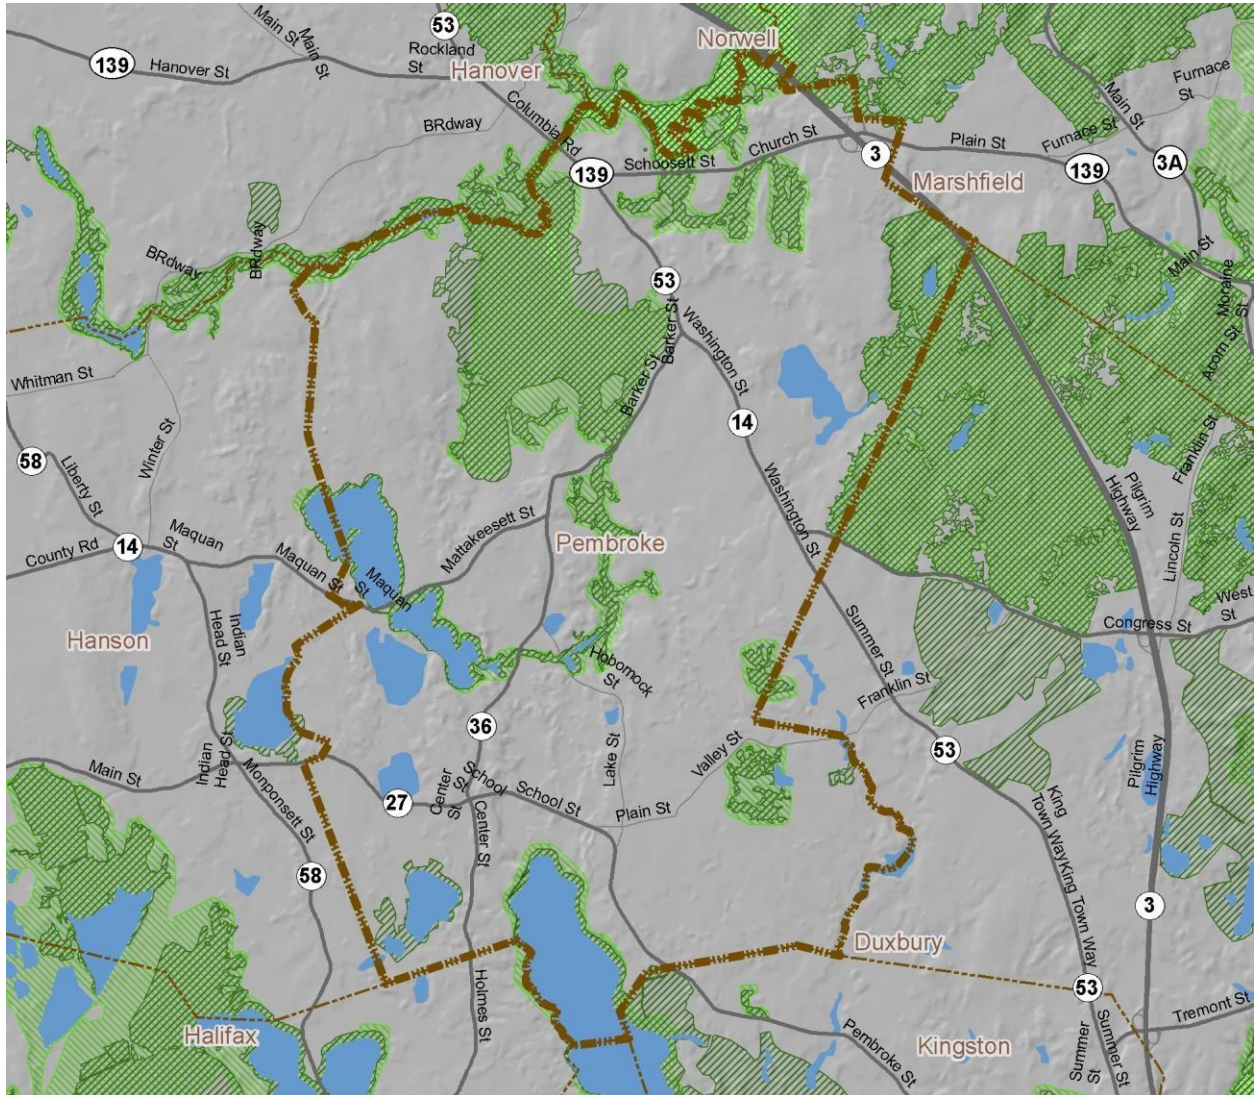 53
Main St
Main St
Norwell
Rockland
St
Hanover
139
Hanover St
Furnace
St
Main St
Columbia Rd
BRdway
Church St
Plain St
Furnace St
3
3A
Schoosett St
139
139
Marshfield
BRdway
BRdway
Main St
53
Moraine
St
Acorn St
Barker St
Washington St
Whitman St
Barker St
14
Franklin St
Winter St
58
Liberty St
Washington St
Pilgrim
Highway
Mattakeesett St
Maquan
St
Pembroke
14
County Rd
Lincoln St
Maquan St
St
Maquan
West
St
Congress St
Hanson
Indian
Head St
Indian
Head St
Summer St
Hobomock
St
Franklin St
36
Valley St
53
Indian
Head St
Lake St
Pilgrim
Highway
Main St
Monponsett St
Center
St
School
School St
27
Plain St
King
Town Way
King Town Way
Center St
58
3
Duxbury
Holmes St
53
Tremont St
Halifax
Pembroke St
Kingston
Summer
St
Summer St